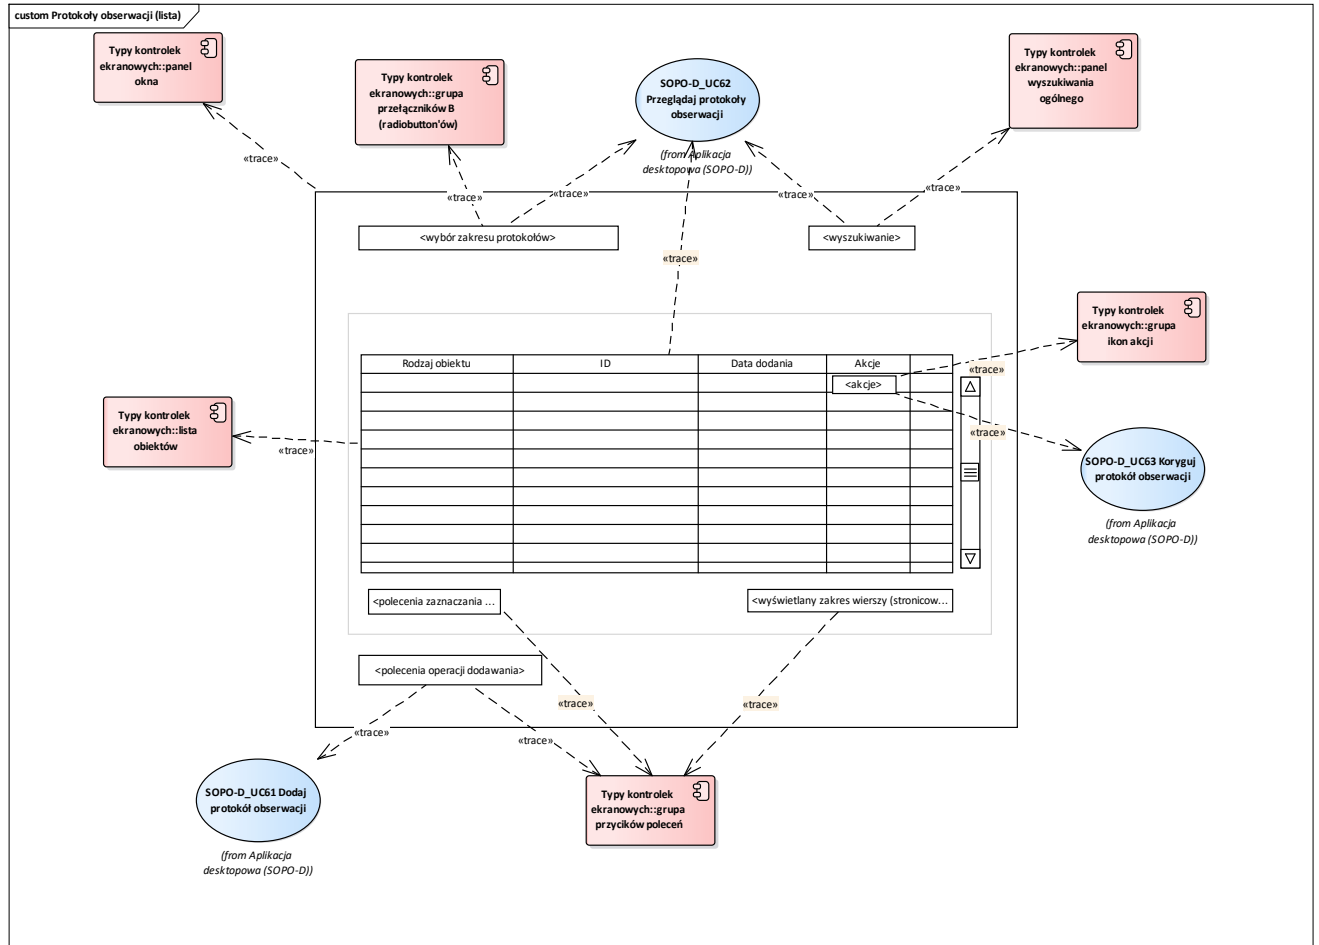 custom Protokoły obserwacji (lista)
Typy kontrolek
ekranowych::panel
okna
Typy kontrolek
ekranowych::grupa
przełączników B
(radiobutton'ów)
SOPO-D_UC62
Przeglądaj protokoły
obserwacji
(from Aplikacja
desktopowa (SOPO-D))
Typy kontrolek
ekranowych::panel
wyszukiwania
ogólnego
«trace»
«trace»
«trace»
«trace»
«trace»
<wybór zakresu protokołów>
<wyszukiwanie>
«trace»
Typy kontrolek
ekranowych::grupa
ikon akcji
Rodzaj obiektu
ID
Data dodania
Akcje
<akcje>
«trace»
Typy kontrolek
ekranowych::lista
obiektów
«trace»
«trace»
SOPO-D_UC63 Koryguj
protokół obserwacji
(from Aplikacja
desktopowa (SOPO-D))
<polecenia zaznaczania ...
<wyświetlany zakres wierszy (stronicow...
<polecenia operacji dodawania>
«trace»
«trace»
«trace»
«trace»
SOPO-D_UC61 Dodaj
protokół obserwacji
(from Aplikacja
desktopowa (SOPO-D))
Typy kontrolek
ekranowych::grupa
przycików poleceń